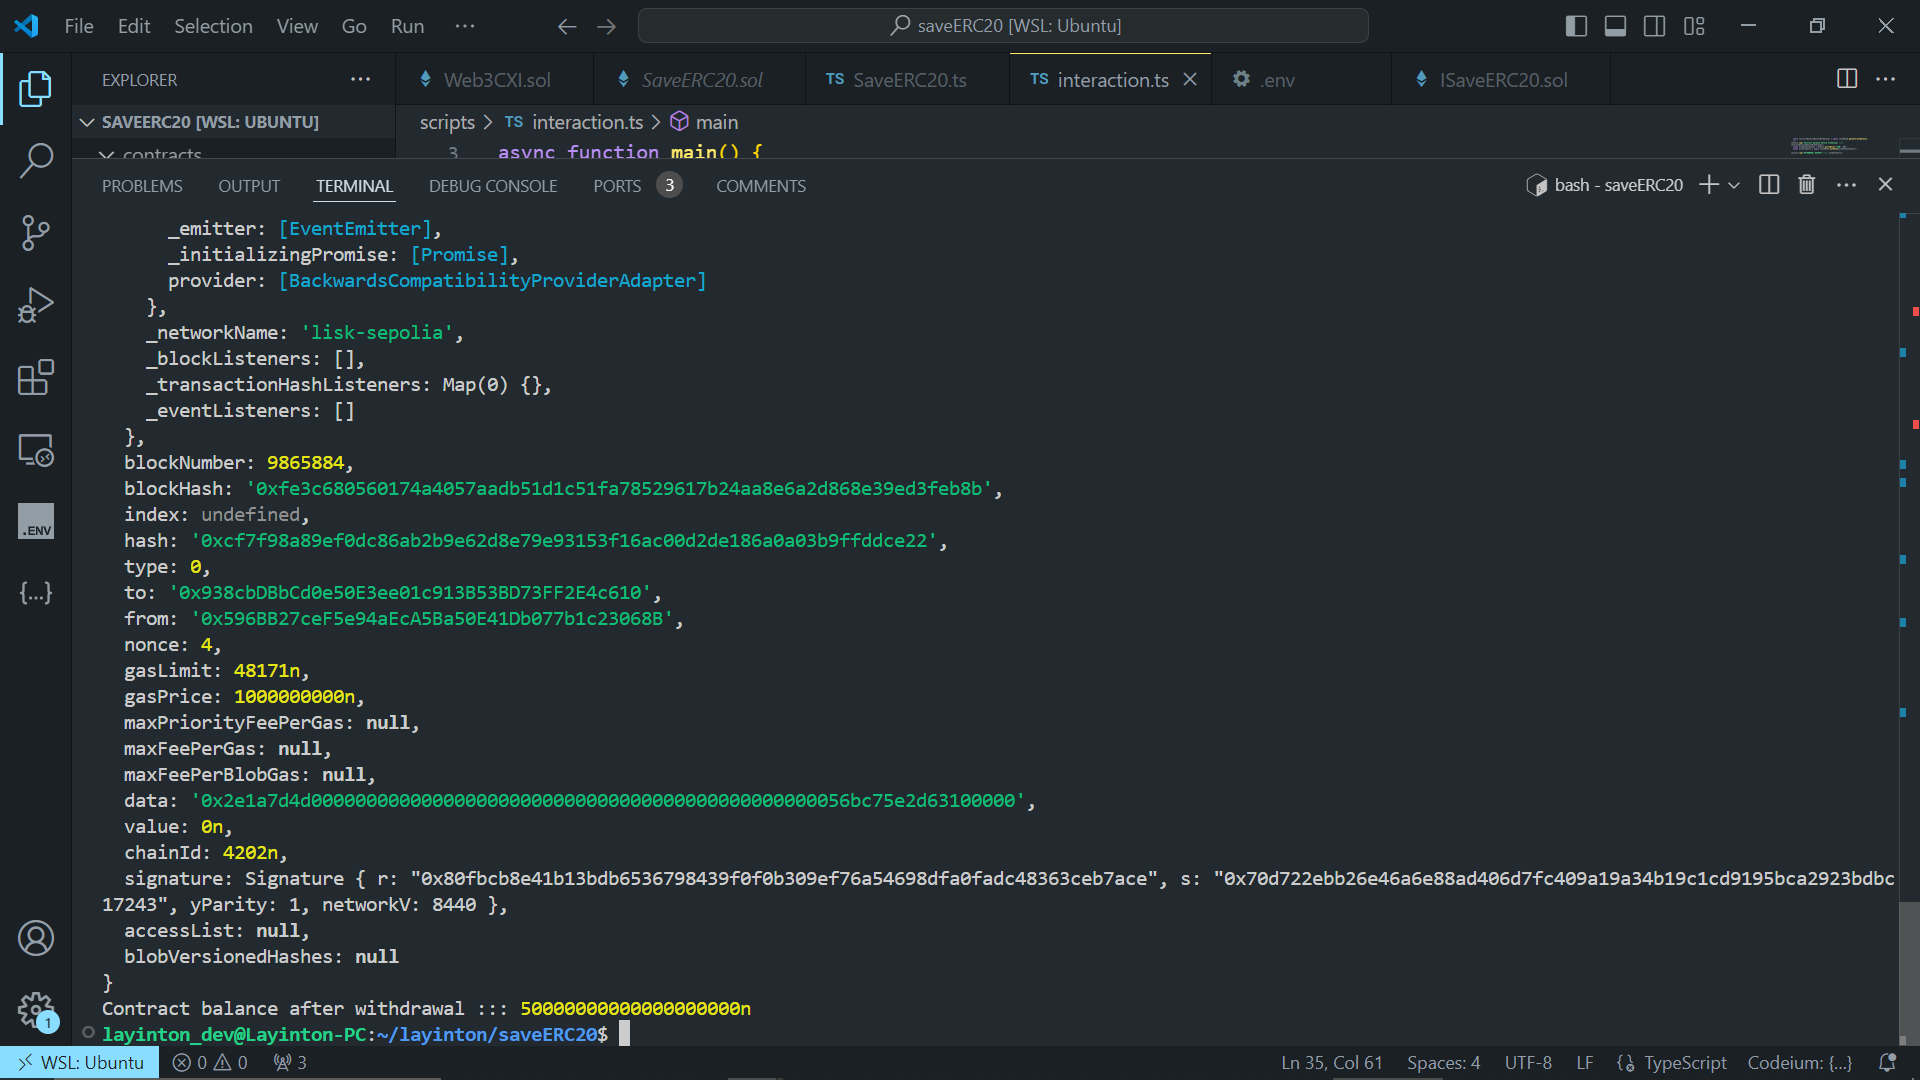 File Edit Selection View Go Run ··· saveERC20 [WSL: Ubuntu]
EXPLORER ··· Web3CXI.sol SaveERC20.sol TS SaveERC20.ts TS interaction.ts .env ISaveERC20.sol ···
SAVEERC20 [WSL: UBUNTU] scripts > TS interaction.ts > main
contracts 3 async function main() {
PROBLEMS OUTPUT TERMINAL DEBUG CONSOLE PORTS 3 COMMENTS bash - saveERC20 ···
_emitter: [EventEmitter],
_initializingPromise: [Promise],
provider: [BackwardsCompatibilityProviderAdapter]
},
_networkName: 'lisk-sepolia',
_blockListeners: [],
_transactionHashListeners: Map(0) {},
_eventListeners: []
},
blockNumber: 9865884,
blockHash: '0xfe3c680560174a4057aadb51d1c51fa78529617b24aa8e6a2d868e39ed3feb8b',
index: undefined,
hash: '0xcf7f98a89ef0dc86ab2b9e62d8e79e93153f16ac00d2de186a0a03b9ffddce22',
type: 0,
to: '0x938cbDBbCd0e50E3ee01c913B53BD73FF2E4c610',
from: '0x596BB27ceF5e94aEcA5Ba50E41Db077b1c23068B',
nonce: 4,
gasLimit: 48171n,
gasPrice: 1000000000n,
maxPriorityFeePerGas: null,
maxFeePerGas: null,
maxFeePerBlobGas: null,
data: '0x2e1a7d4d0000000000000000000000000000000000000000000000056bc75e2d63100000',
value: 0n,
chainId: 4202n,
signature: Signature { r: "0x80fbcb8e41b13bdb6536798439f0f0b309ef76a54698dfa0fadc48363ceb7ace", s: "0x70d722ebb26e46a6e88ad406d7fc409a19a34b19c1cd9195bca2923bdbc
17243", yParity: 1, networkV: 8440 },
accessList: null,
blobVersionedHashes: null
}
Contract balance after withdrawal ::: 50000000000000000000n
layinton_dev@Layinton-PC:~/layinton/saveERC20$
.ENV
{...}
1
WSL: Ubuntu 0 0 3 Ln 35, Col 61 Spaces: 4 UTF-8 LF TypeScript Codeium: {...}